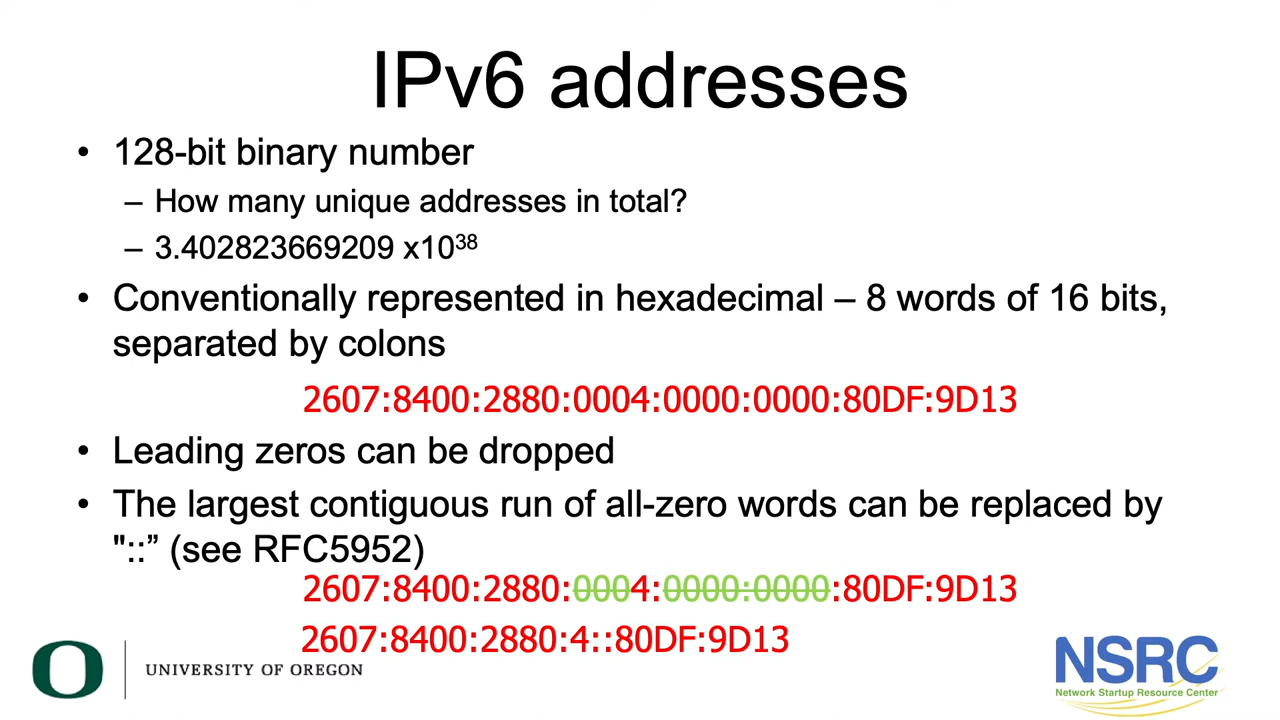 IPv6 addresses
• 128-bit binary number
– How many unique addresses in total?
– 3.402823669209 x10³⁸
• Conventionally represented in hexadecimal – 8 words of 16 bits,
separated by colons
2607:8400:2880:0004:0000:0000:80DF:9D13
• Leading zeros can be dropped
• The largest contiguous run of all-zero words can be replaced by
"::” (see RFC5952)
2607:8400:2880:0004:0000:0000:80DF:9D13
2607:8400:2880:4::80DF:9D13
O
UNIVERSITY OF OREGON
NSRC
Network Startup Resource Center